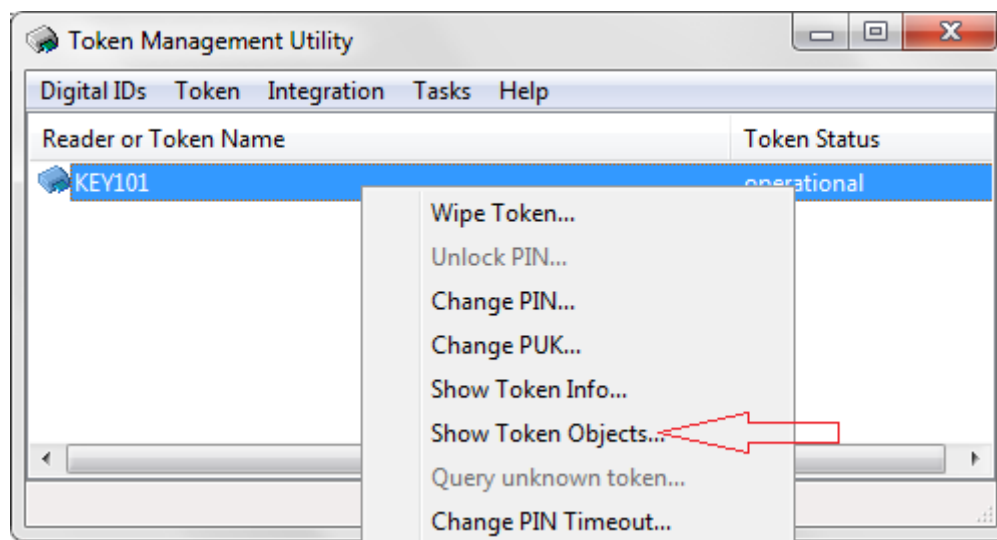 Token Management Utility
Digital IDs Token Integration Tasks Help
Reader or Token Name Token Status
KEY101 operational
Wipe Token...
Unlock PIN...
Change PIN...
Change PUK...
Show Token Info...
Show Token Objects...
Query unknown token...
Change PIN Timeout...